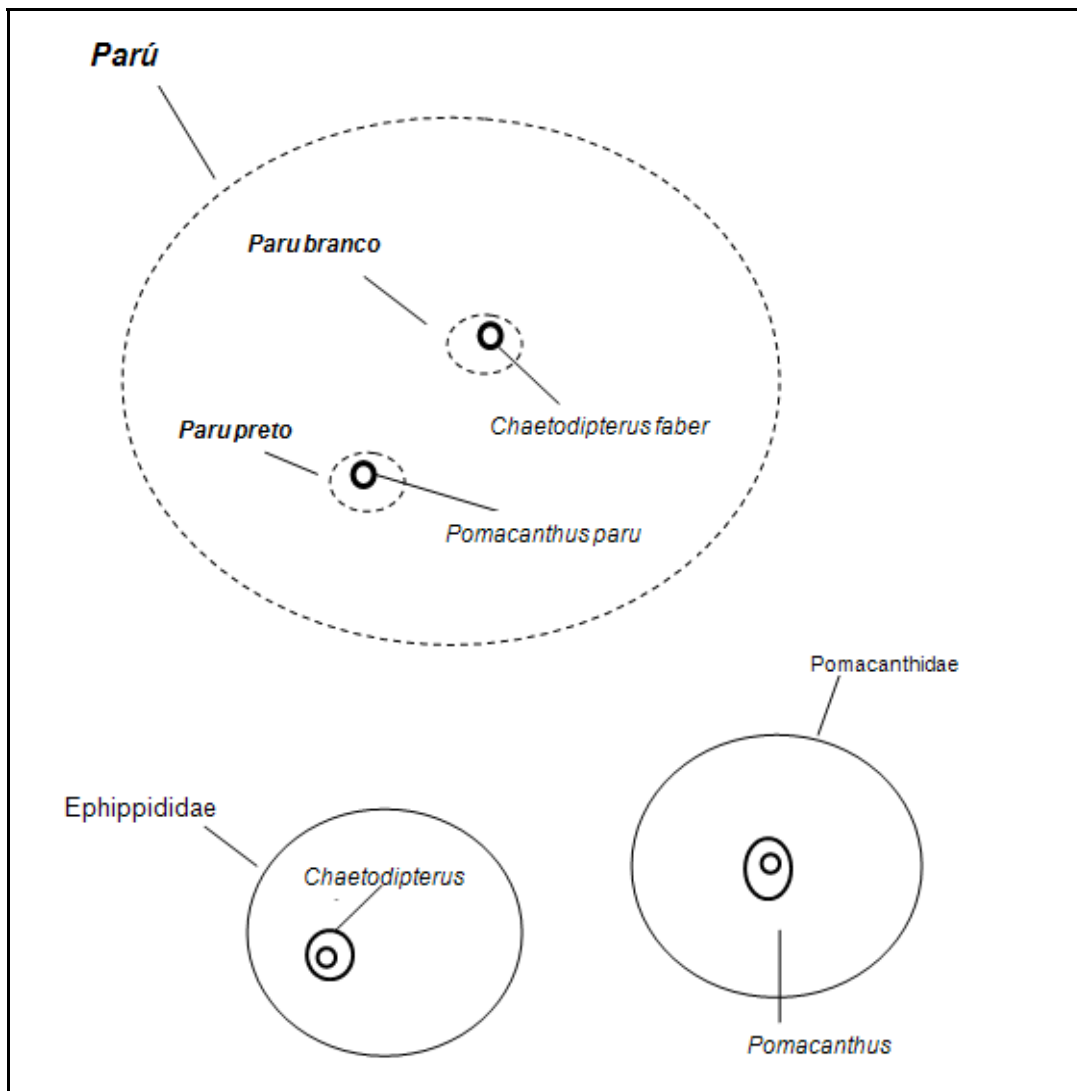 Parú
Paru branco
Chaetodipterus faber
Paru preto
Pomacanthus paru
Pomacanthidae
Ephippididae
Chaetodipterus
Pomacanthus